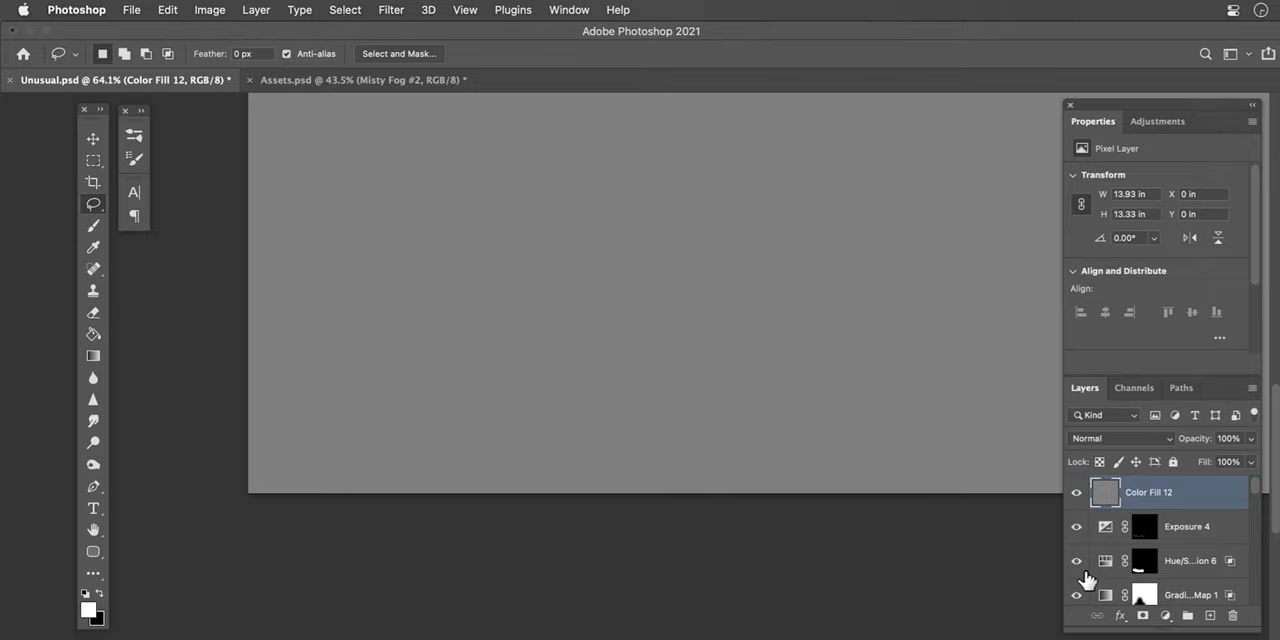 Photoshop File Edit Image Layer Type Select Filter 3D View Plugins Window Help
Adobe Photoshop 2021
Feather: 0 px Anti-alias Select and Mask...
Unusual.psd @ 64.1% (Color Fill 12, RGB/8) * Assets.psd @ 43.5% (Misty Fog #2, RGB/8) *
Properties Adjustments
Pixel Layer
Transform
W 13.93 in X 0 in
H 13.33 in Y 0 in
0.00°
Align and Distribute
Align:
Layers Channels Paths
Kind
Normal Opacity: 100%
Lock: Fill: 100%
Color Fill 12
Exposure 4
Hue/S...ion 6
Gradi...Map 1